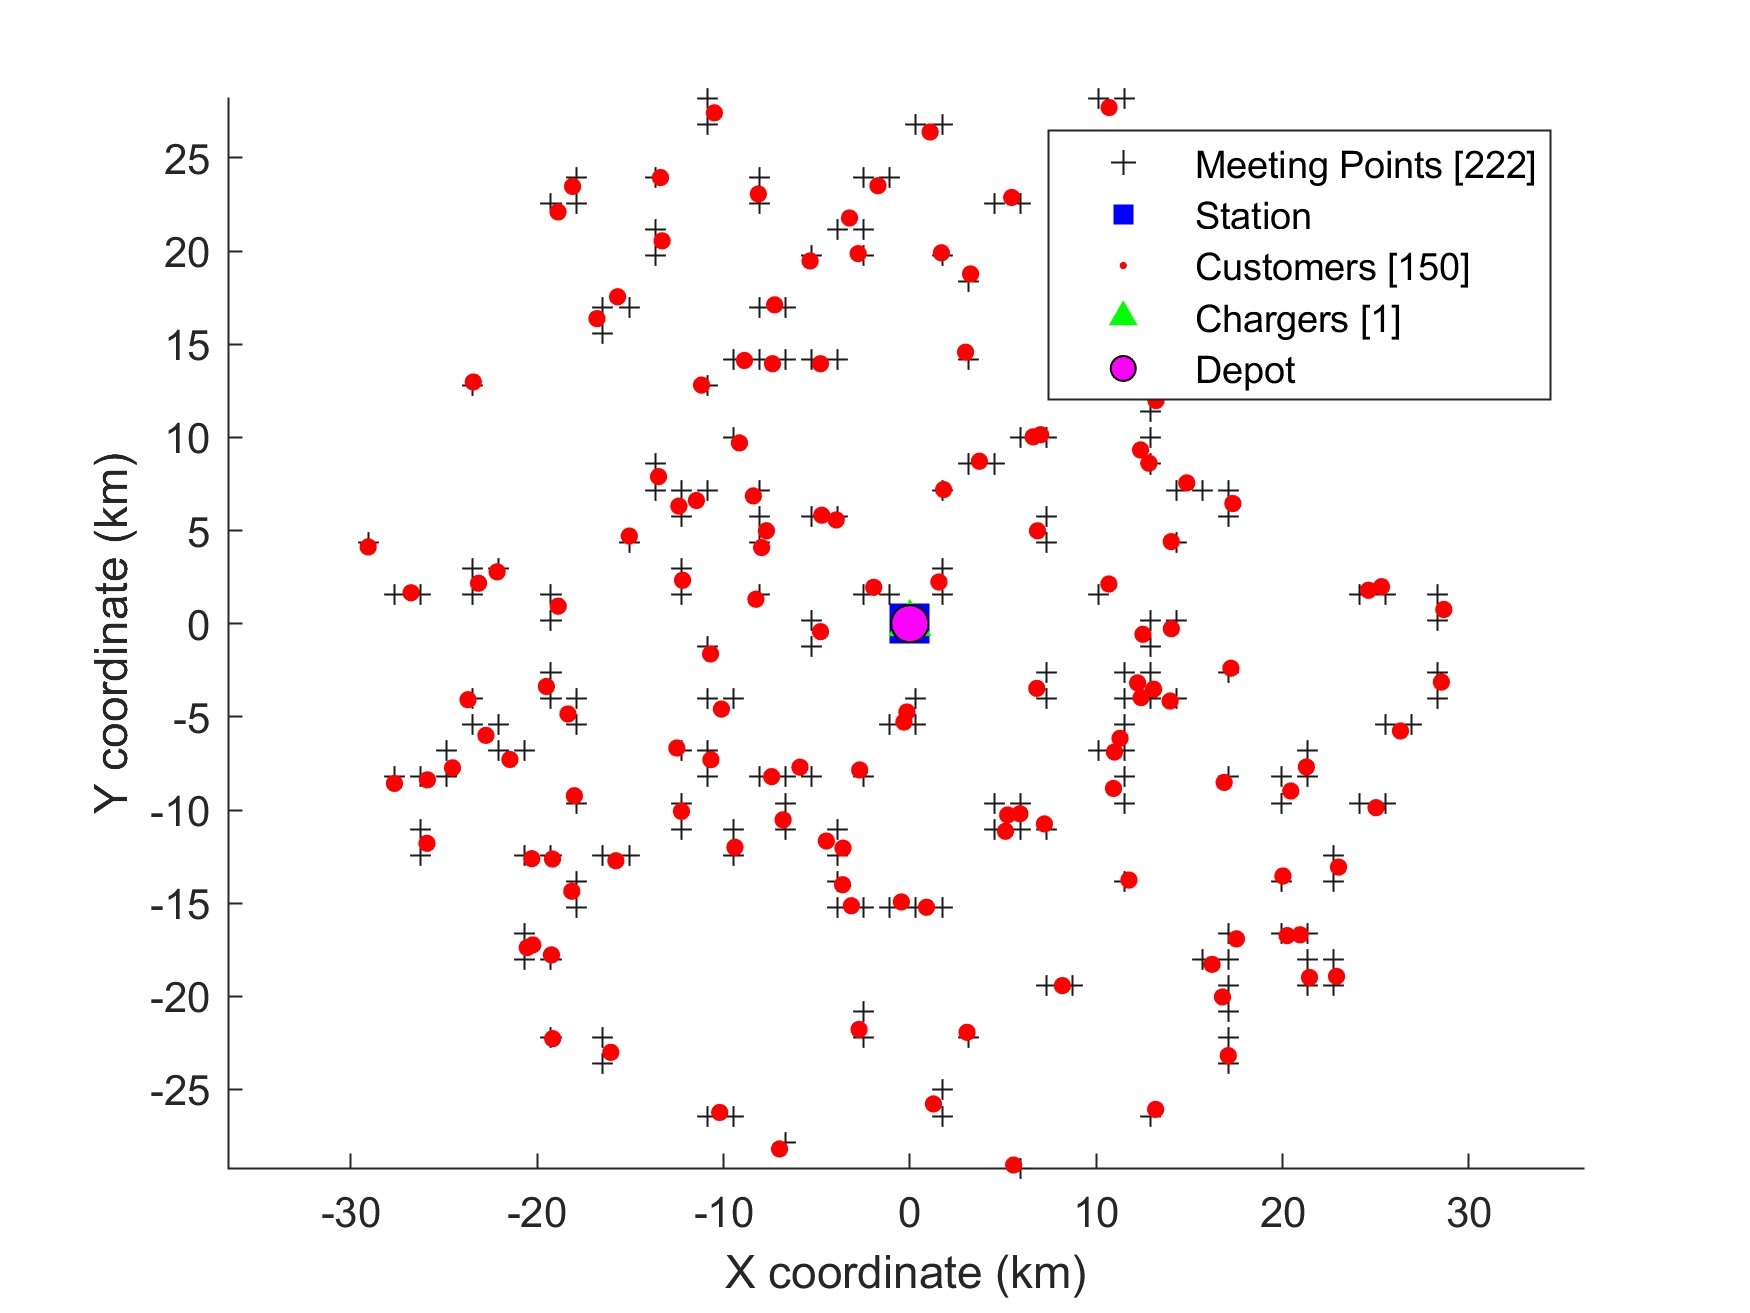 25
20
15
10
5
0
-5
-10
-15
-20
-25
Y coordinate (km)
Meeting Points [222]
Station
Customers [150]
Chargers [1]
Depot
-30 -20 -10 0 10 20 30
X coordinate (km)